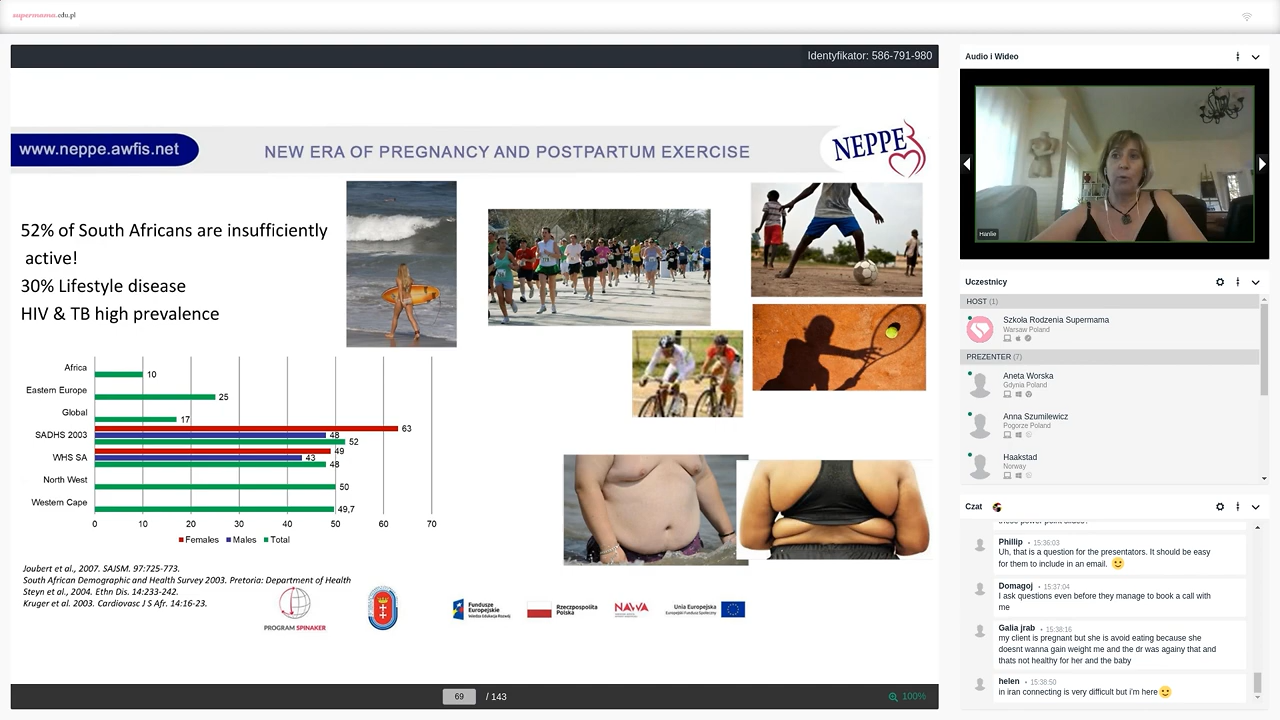 supermama.edu.pl
Identyfikator: 586-791-980
www.neppe.awfis.net
NEW ERA OF PREGNANCY AND POSTPARTUM EXERCISE
NEPPE
52% of South Africans are insufficiently
active!
30% Lifestyle disease
HIV & TB high prevalence
Africa
10
Eastern Europe
25
Global
17
SADHS 2003
63
48
52
WHS SA
49
43
48
North West
50
Western Cape
49,7
0 10 20 30 40 50 60 70
Females Males Total
Joubert et al., 2007. SAJSM. 97:725-773.
South African Demographic and Health Survey 2003. Pretoria: Department of Health
Steyn et al., 2004. Ethn Dis. 14:233-242.
Kruger et al. 2003. Cardiovasc J S Afr. 14:16-23.
PROGRAM SPINAKER
Fundusze
Europejskie
Wiedza Edukacja Rozwój
Rzeczpospolita
Polska
NAWA
Unia Europejska
Europejski Fundusz Społeczny
69 / 143
100%
Audio i Wideo
Hanlie
Uczestnicy
HOST (1)
Szkoła Rodzenia Supermama
Warsaw Poland
PREZENTER (7)
Aneta Worska
Gdynia Poland
Anna Szumilewicz
Pogorze Poland
Haakstad
Norway
Czat
Phillip • 15:36:03
Uh, that is a question for the presentators. It should be easy
for them to include in an email.
Domagoj • 15:37:04
I ask questions even before they manage to book a call with
me
Galia jrab • 15:38:16
my client is pregnant but she is avoid eating because she
doesnt wanna gain weight me and the dr was againy that and
thats not healthy for her and the baby
helen • 15:38:50
in iran connecting is very difficult but i'm here